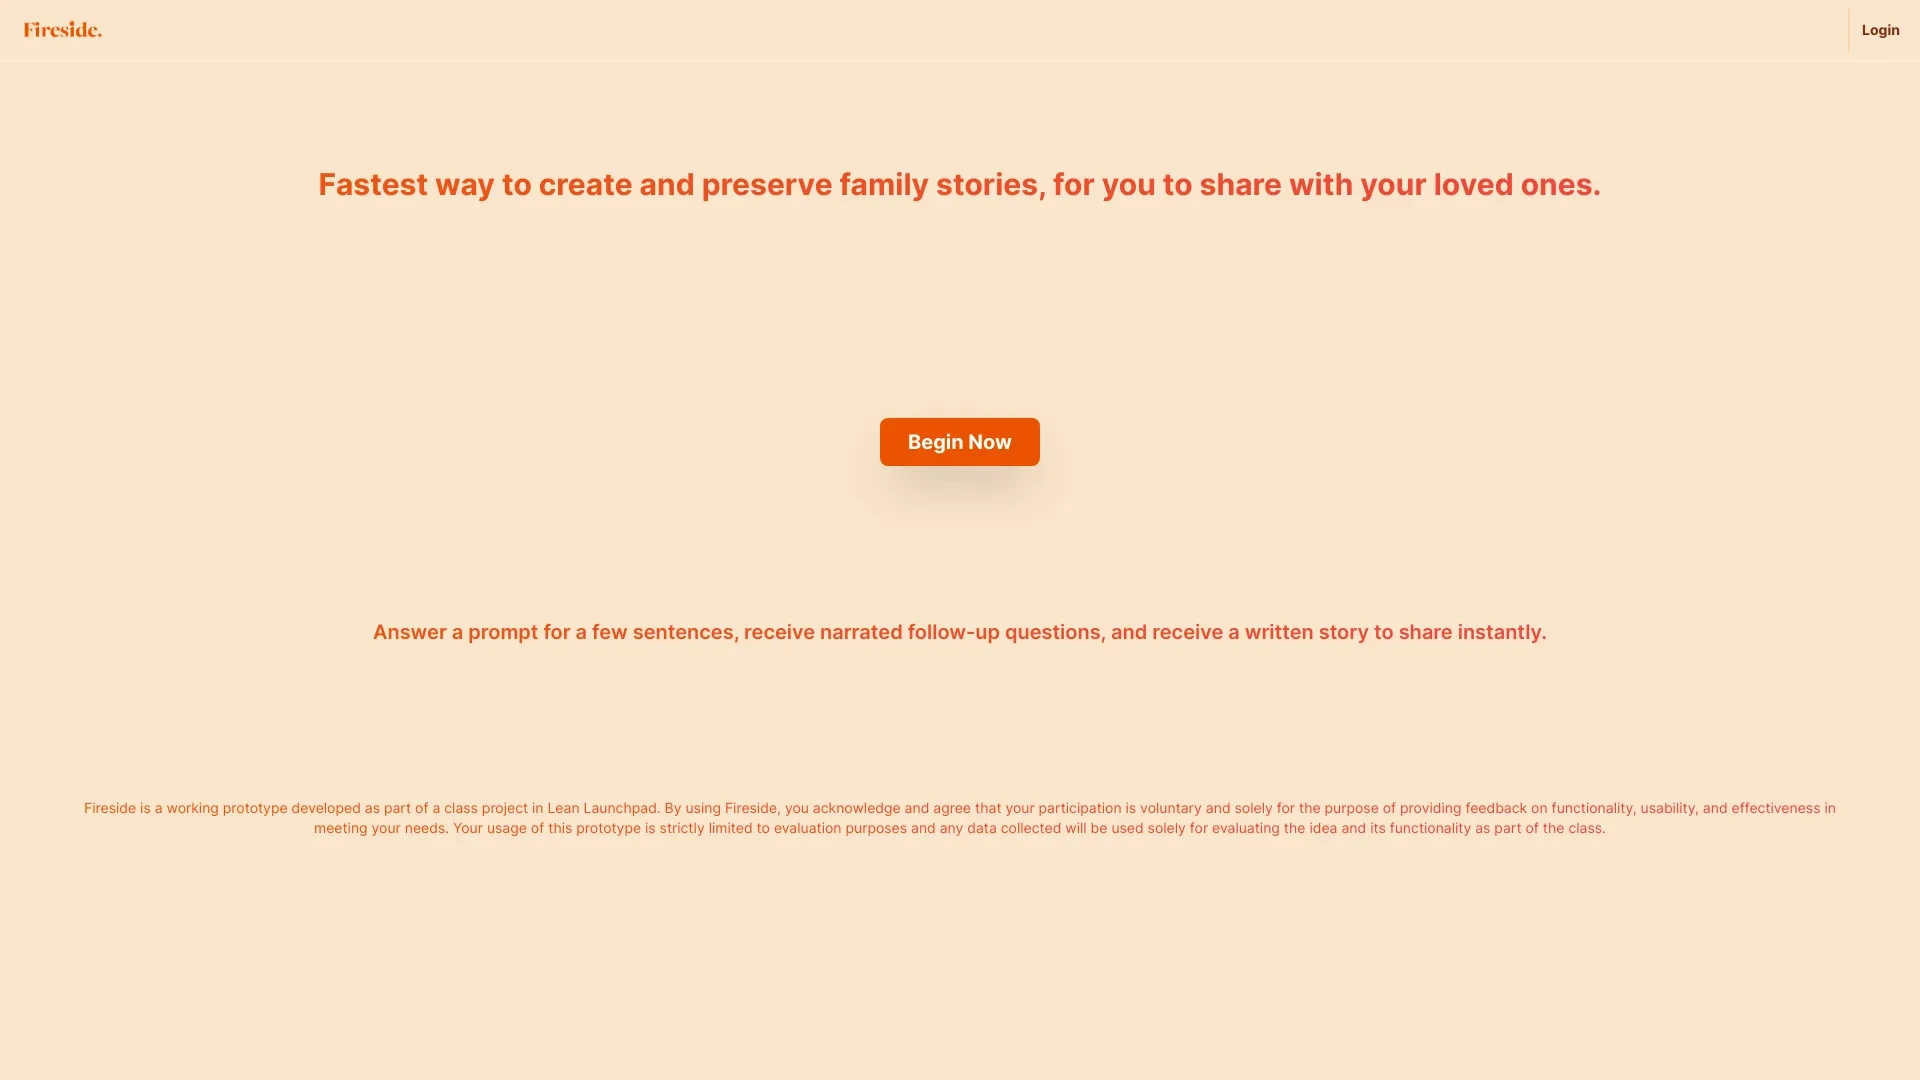 Fireside.
Login
Fastest way to create and preserve family stories, for you to share with your loved ones.
Begin Now
Answer a prompt for a few sentences, receive narrated follow-up questions, and receive a written story to share instantly.
Fireside is a working prototype developed as part of a class project in Lean Launchpad. By using Fireside, you acknowledge and agree that your participation is voluntary and solely for the purpose of providing feedback on functionality, usability, and effectiveness in
meeting your needs. Your usage of this prototype is strictly limited to evaluation purposes and any data collected will be used solely for evaluating the idea and its functionality as part of the class.